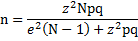 n = z²Npq / e²(N − 1) + z²pq